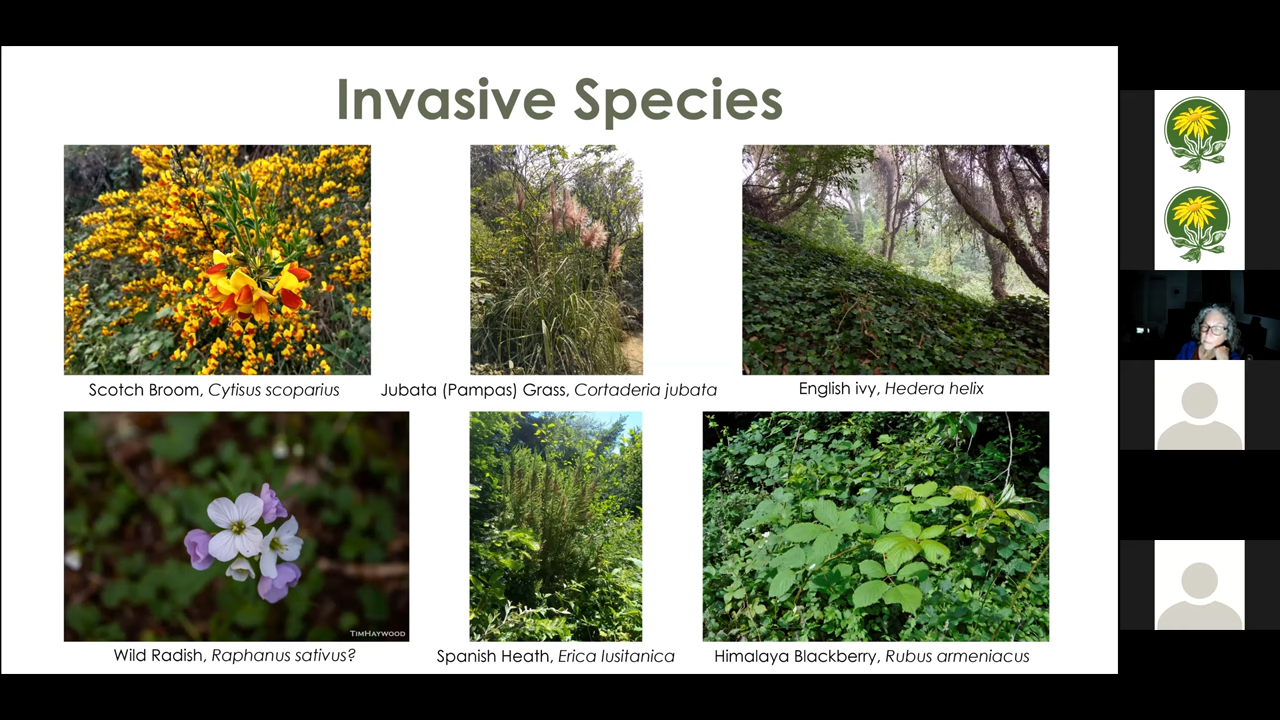 Invasive Species
Scotch Broom, Cytisus scoparius
Jubata (Pampas) Grass, Cortaderia jubata
English ivy, Hedera helix
TIMHAYWOOD
Wild Radish, Raphanus sativus?
Spanish Heath, Erica lusitanica
Himalaya Blackberry, Rubus armeniacus